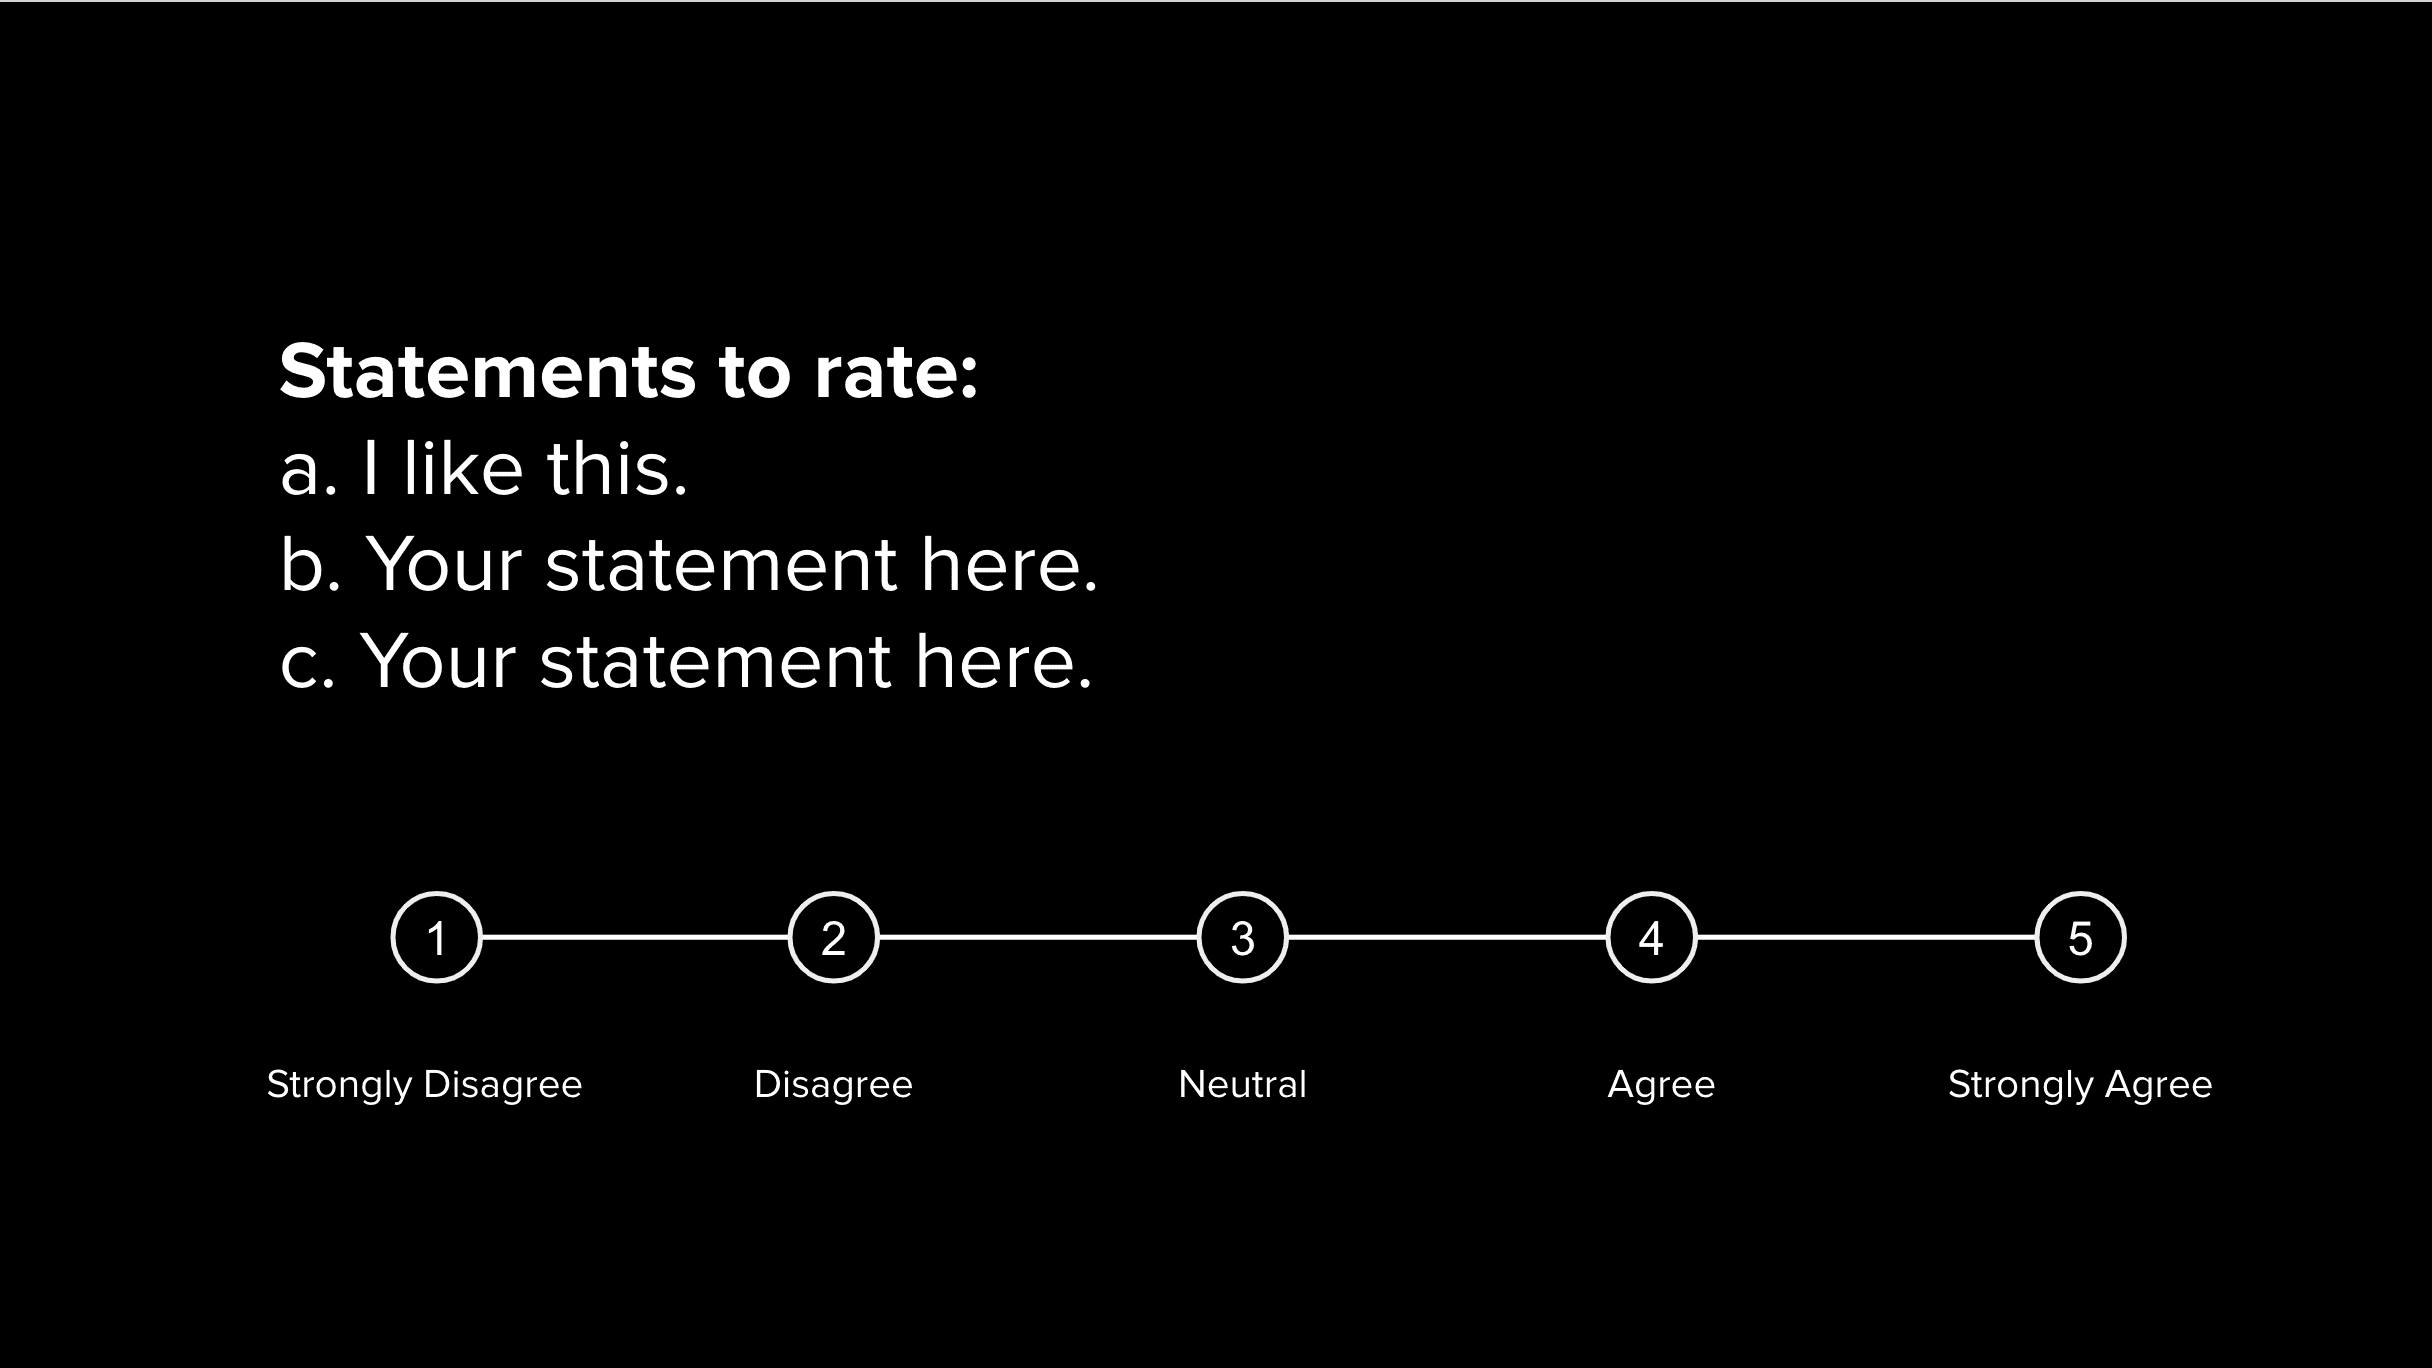 Statements to rate:
a. I like this.
b. Your statement here.
c. Your statement here.
1 2 3 4 5
Strongly Disagree Disagree Neutral Agree Strongly Agree